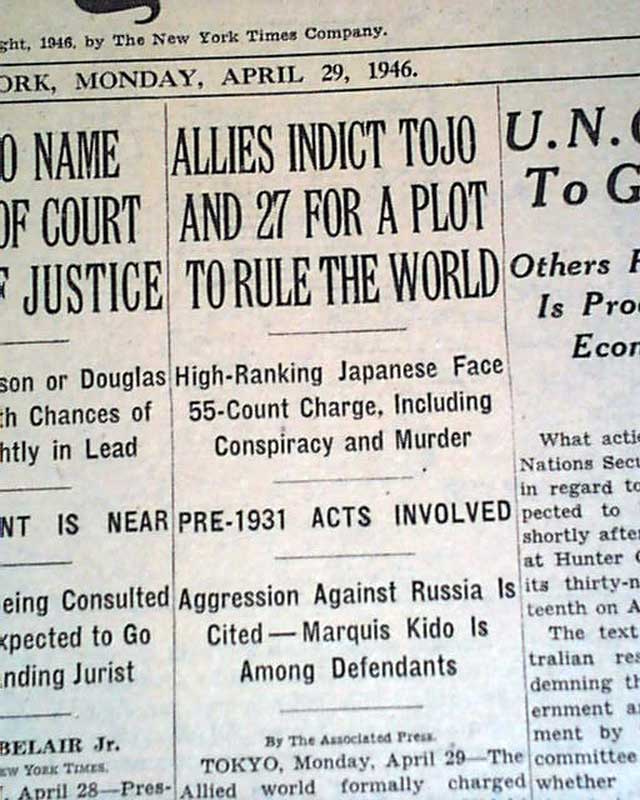 ght, 1946, by The New York Times Company.
ORK, MONDAY, APRIL 29, 1946.
O NAME
OF COURT
F JUSTICE
son or Douglas
th Chances of
htly in Lead
NT IS NEAR
eing Consulted
xpected to Go
nding Jurist
BELAIR Jr.
EW YORK TIMES.
April 28—Pres-
ALLIES INDICT TOJO
AND 27 FOR A PLOT
TO RULE THE WORLD
High-Ranking Japanese Face
55-Count Charge, Including
Conspiracy and Murder
PRE-1931 ACTS INVOLVED
Aggression Against Russia Is
Cited—Marquis Kido Is
Among Defendants
By The Associated Press.
TOKYO, Monday, April 29—The
Allied world formally charged
U.N.
To G
Others
Is Pro
Econ
What acti
Nations Secu
in regard to
pected to
shortly after
at Hunter
its thirty-n
teenth on A
The text
tralian res
demning th
ernment a
ment by
committee
whether